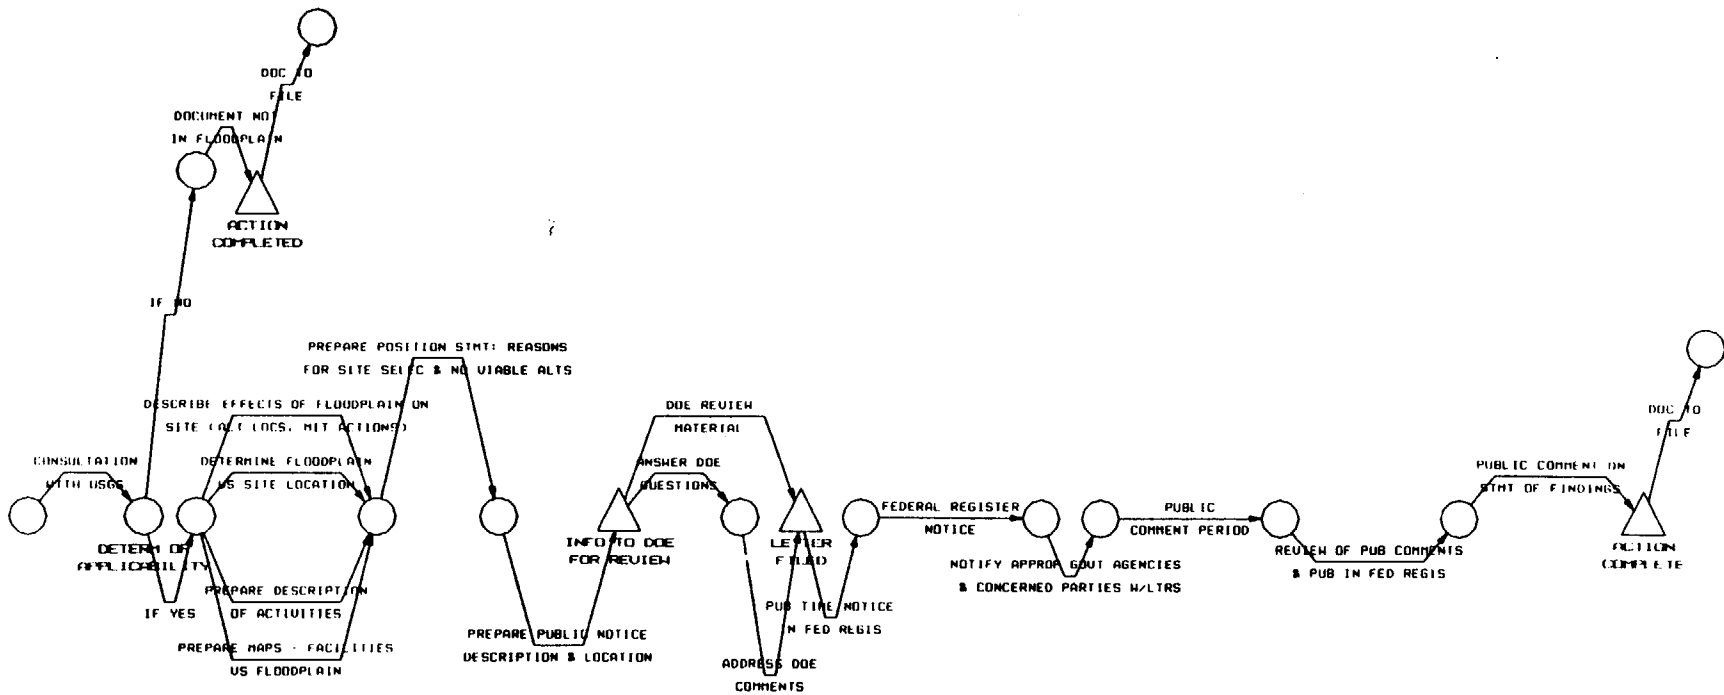 DOC TO
FILE
DOCUMENT NOT
IN FLOODPLAIN
ACTION
COMPLETED
IF NO
PREPARE POSITION STMT: REASONS
FOR SITE SELEC & NO VIABLE ALTS
DESCRIBE EFFECTS OF FLOODPLAIN ON
SITE (ALT LOCS, MIT ACTIONS)
CONSULTATION
WITH USGS
DETERMINE FLOODPLAIN
VS SITE LOCATION
DETERM OF
APPLICABILITY
IF YES
PREPARE DESCRIPTION
OF ACTIVITIES
PREPARE MAPS - FACILITIES
VS FLOODPLAIN
PREPARE PUBLIC NOTICE
DESCRIPTION & LOCATION
DOE REVIEW
MATERIAL
ANSWER DOE
QUESTIONS
INFO TO DOE
FOR REVIEW
LETTER
FILED
ADDRESS DOE
COMMENTS
PUB TIME NOTICE
IN FED REGIS
FEDERAL REGISTER
NOTICE
NOTIFY APPROP GOVT AGENCIES
& CONCERNED PARTIES W/LTRS
PUBLIC
COMMENT PERIOD
REVIEW OF PUB COMMENTS
& PUB IN FED REGIS
PUBLIC COMMENT ON
STMT OF FINDINGS
DOC TO
FILE
ACTION
COMPLETE